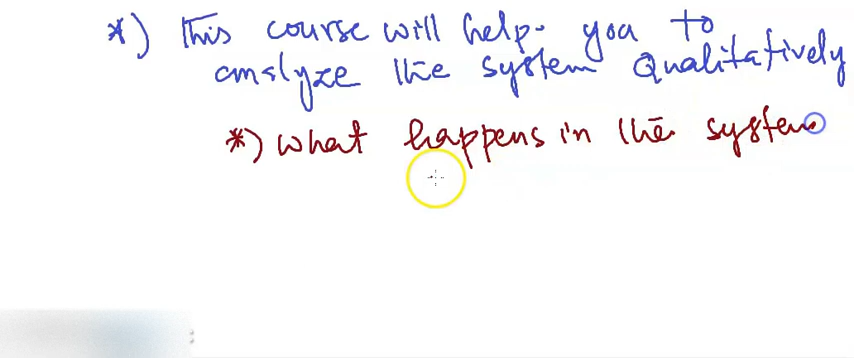 *) This course will help you to
analyze the system Qualitatively
*) What happens in the system